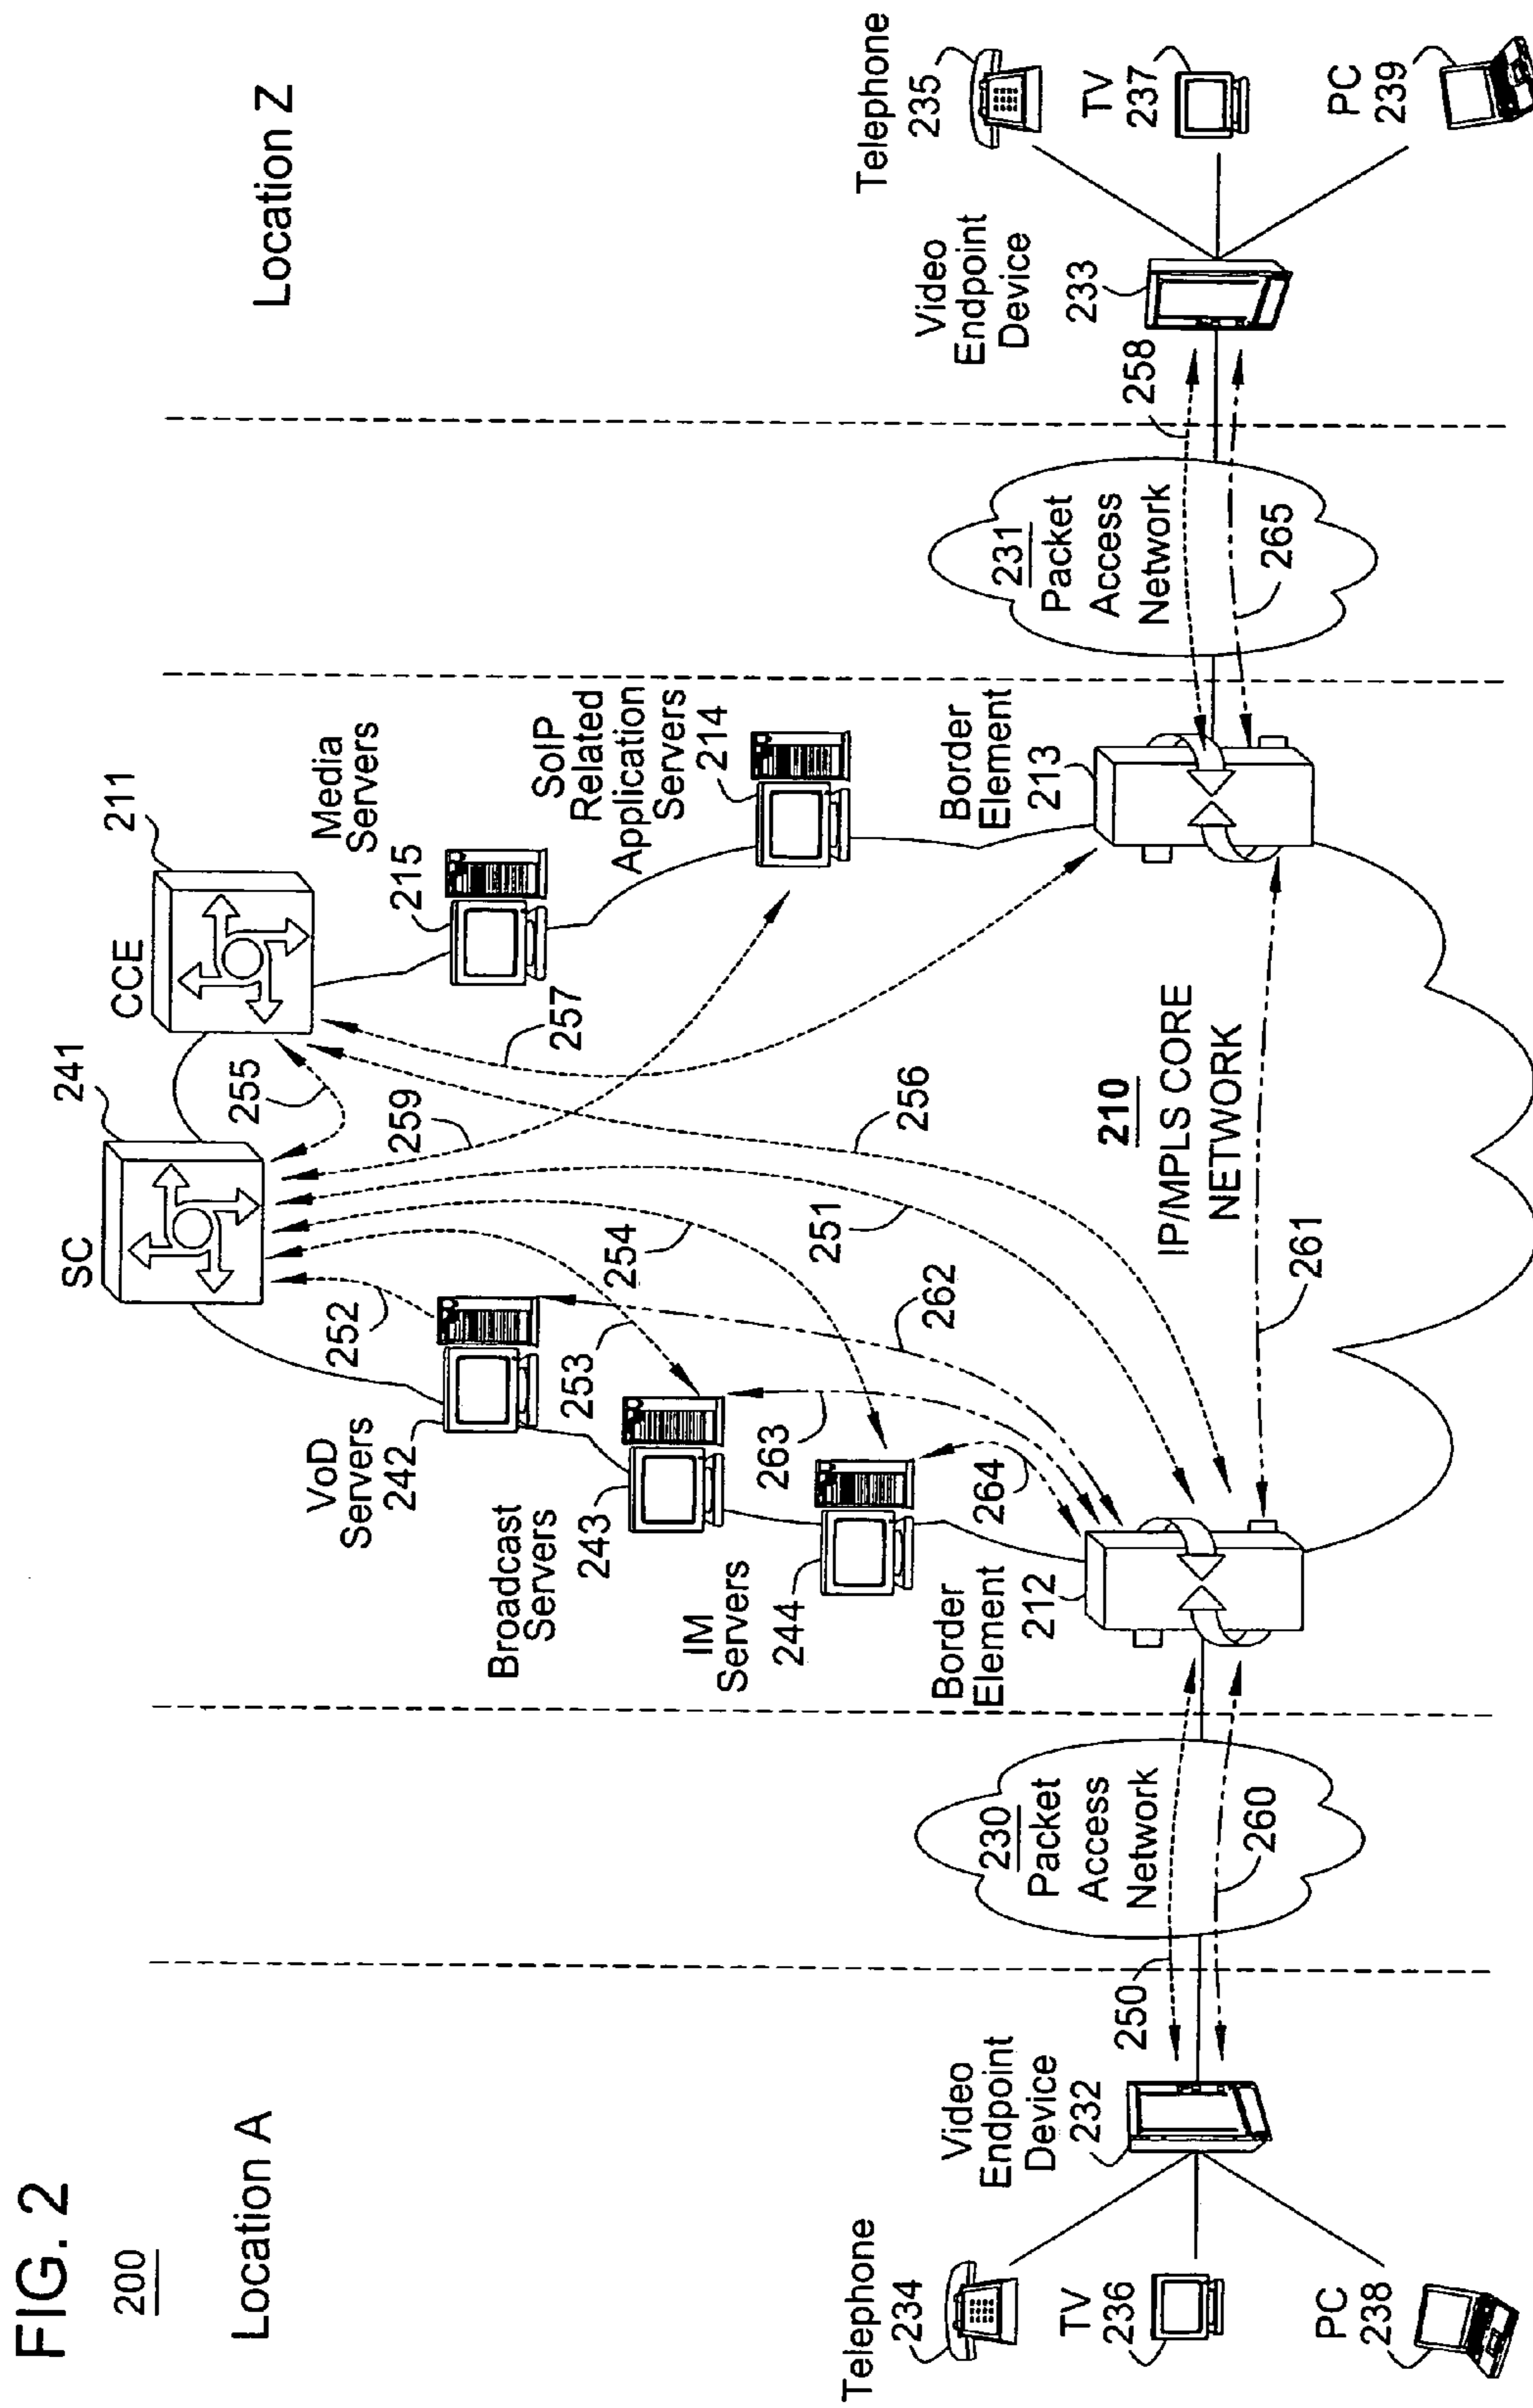 FIG. 2
200
Location A
Location Z
SC
241
CCE
211
255
252
VoD
Servers
242
253
Broadcast
Servers
243
254
259
257
215
Media
Servers
IM
Servers
244
263
262
251
256
264
SoIP
Related
Application
Servers
214
Border
Element
212
210
IP/MPLS CORE
NETWORK
261
Border
Element
213
Telephone
234
TV
236
PC
238
Video
Endpoint
Device
232
250
230
Packet
Access
Network
260
231
Packet
Access
Network
265
258
Video
Endpoint
Device
233
Telephone
235
TV
237
PC
239